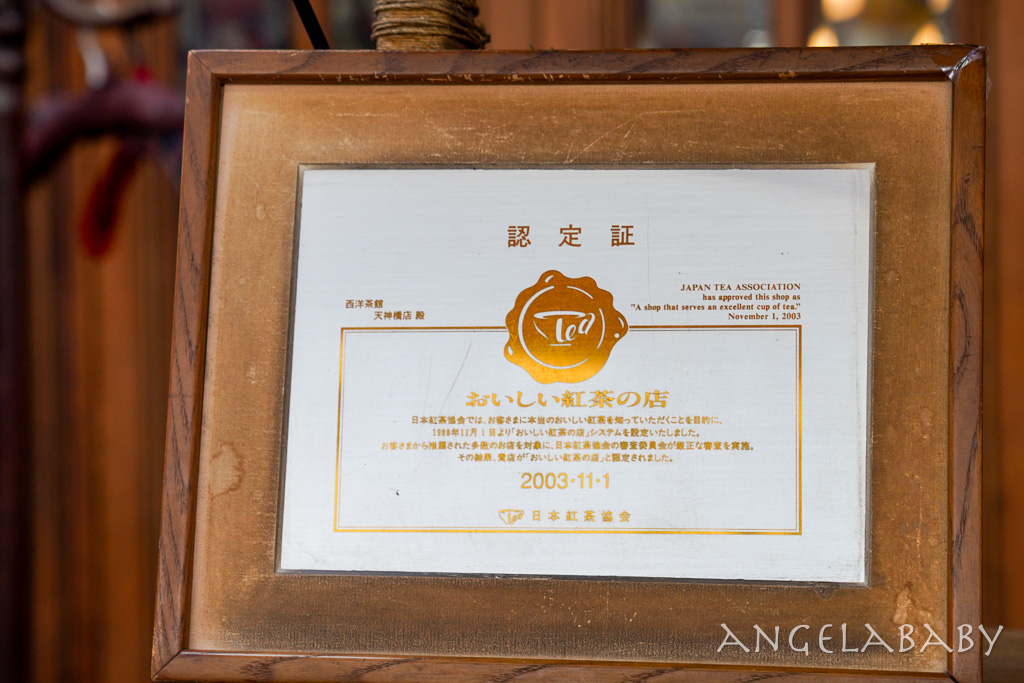 認定証
西洋茶館
天神橋店 殿
JAPAN TEA ASSOCIATION
has approved this shop as
"A shop that serves an excellent cup of tea."
November 1, 2003
Tea
おいしい紅茶の店
日本紅茶協会では、お客さまに本当のおいしい紅茶を知っていただくことを目的に、
1988年11月1日より「おいしい紅茶の店」システムを設定いたしました。
お客さまから推薦された多数のお店を対象に、日本紅茶協会の審査委員会が厳正な審査を実施。
その結果、貴店が「おいしい紅茶の店」と認定されました。
2003・11・1
Tea 日本紅茶協会
ANGELABABY